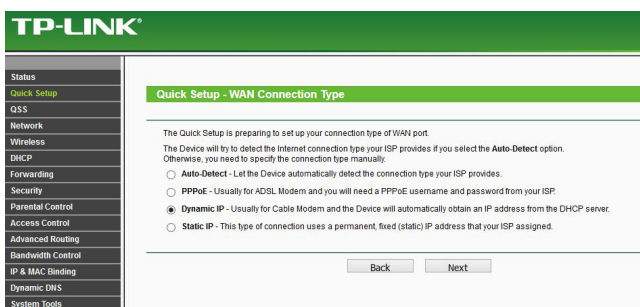 TP-LINK®
Status
Quick Setup
QSS
Network
Wireless
DHCP
Forwarding
Security
Parental Control
Access Control
Advanced Routing
Bandwidth Control
IP & MAC Binding
Dynamic DNS
System Tools
Quick Setup - WAN Connection Type
The Quick Setup is preparing to set up your connection type of WAN port.
The Device will try to detect the Internet connection type your ISP provides if you select the Auto-Detect option.
Otherwise, you need to specify the connection type manually.
Auto-Detect - Let the Device automatically detect the connection type your ISP provides.
PPPoE - Usually for ADSL Modem and you will need a PPPoE username and password from your ISP.
Dynamic IP - Usually for Cable Modem and the Device will automatically obtain an IP address from the DHCP server.
Static IP - This type of connection uses a permanent, fixed (static) IP address that your ISP assigned.
Back Next